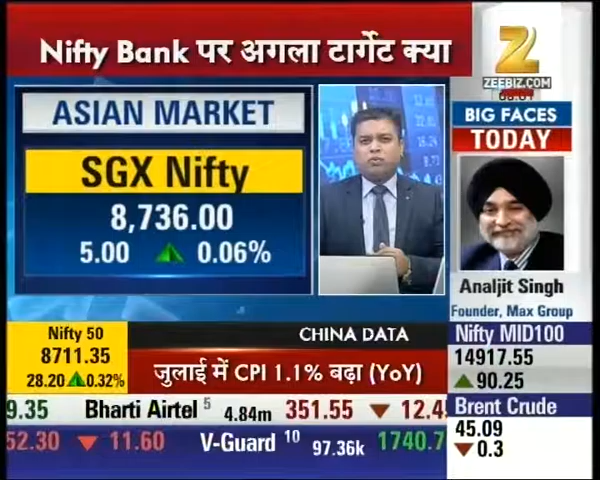 Nifty Bank पर अगला टार्गेट क्या
ZEEBIZ.COM
ASIAN MARKET
SGX Nifty
8,736.00
5.00 0.06%
BIG FACES
TODAY
Analjit Singh
Founder, Max Group
Nifty 50
8711.35
28.20 0.32%
CHINA DATA
जुलाई में CPI 1.1% बढ़ा (YoY)
Nifty MID100
14917.55
90.25
9.35 Bharti Airtel 5 4.84m 351.55 12.4
Brent Crude
45.09
0.3
52.30 11.60 V-Guard 10 97.36k 1740.7